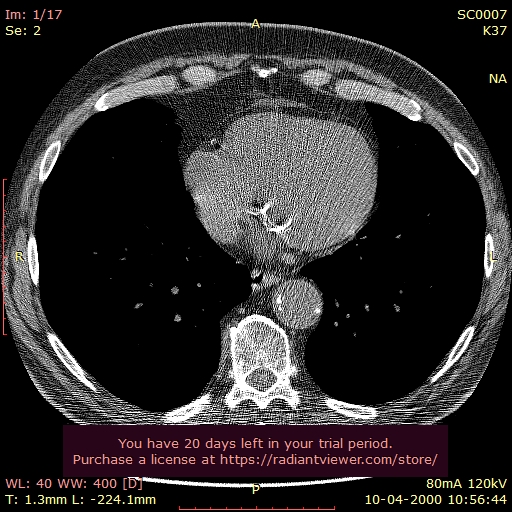 Im: 1/17
Se: 2
A
SC0007
K37
NA
R
L
You have 20 days left in your trial period.
Purchase a license at https://radiantviewer.com/store/
WL: 40 WW: 400 [D]
T: 1.3mm L: -224.1mm
P
80mA 120kV
10-04-2000 10:56:44